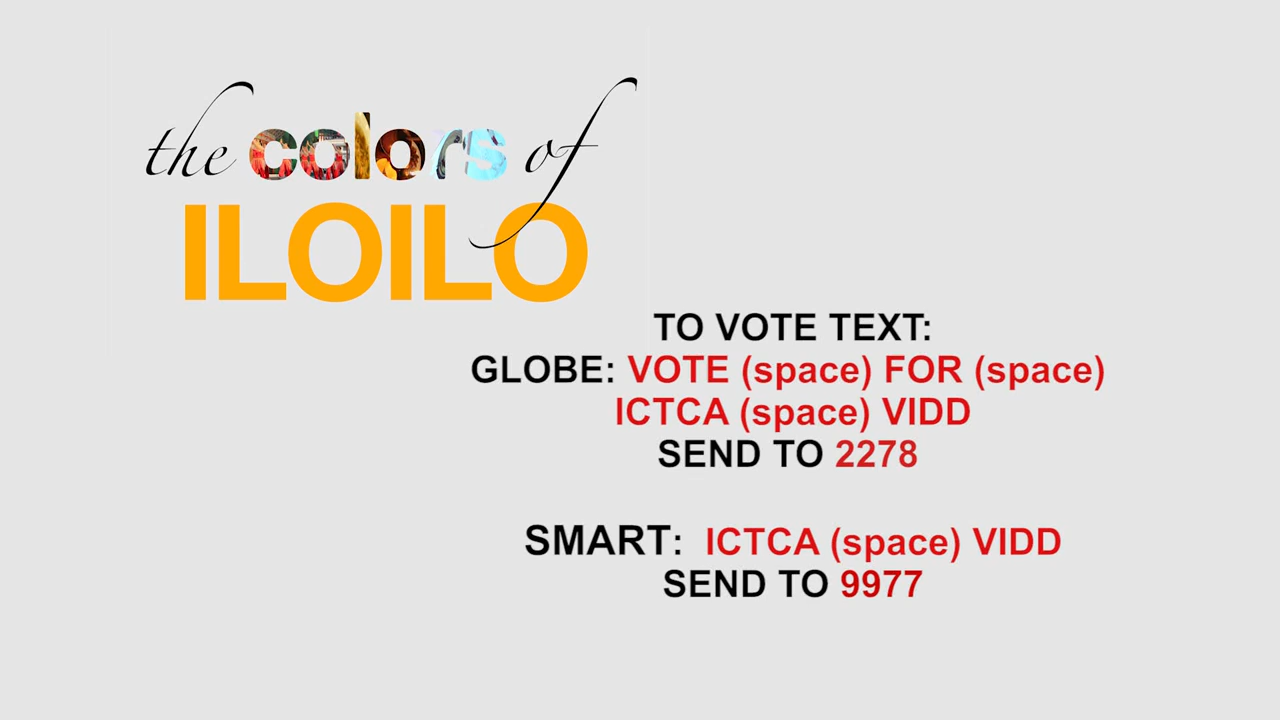 the colors of
ILOILO
TO VOTE TEXT:
GLOBE: VOTE (space) FOR (space)
ICTCA (space) VIDD
SEND TO 2278
SMART: ICTCA (space) VIDD
SEND TO 9977